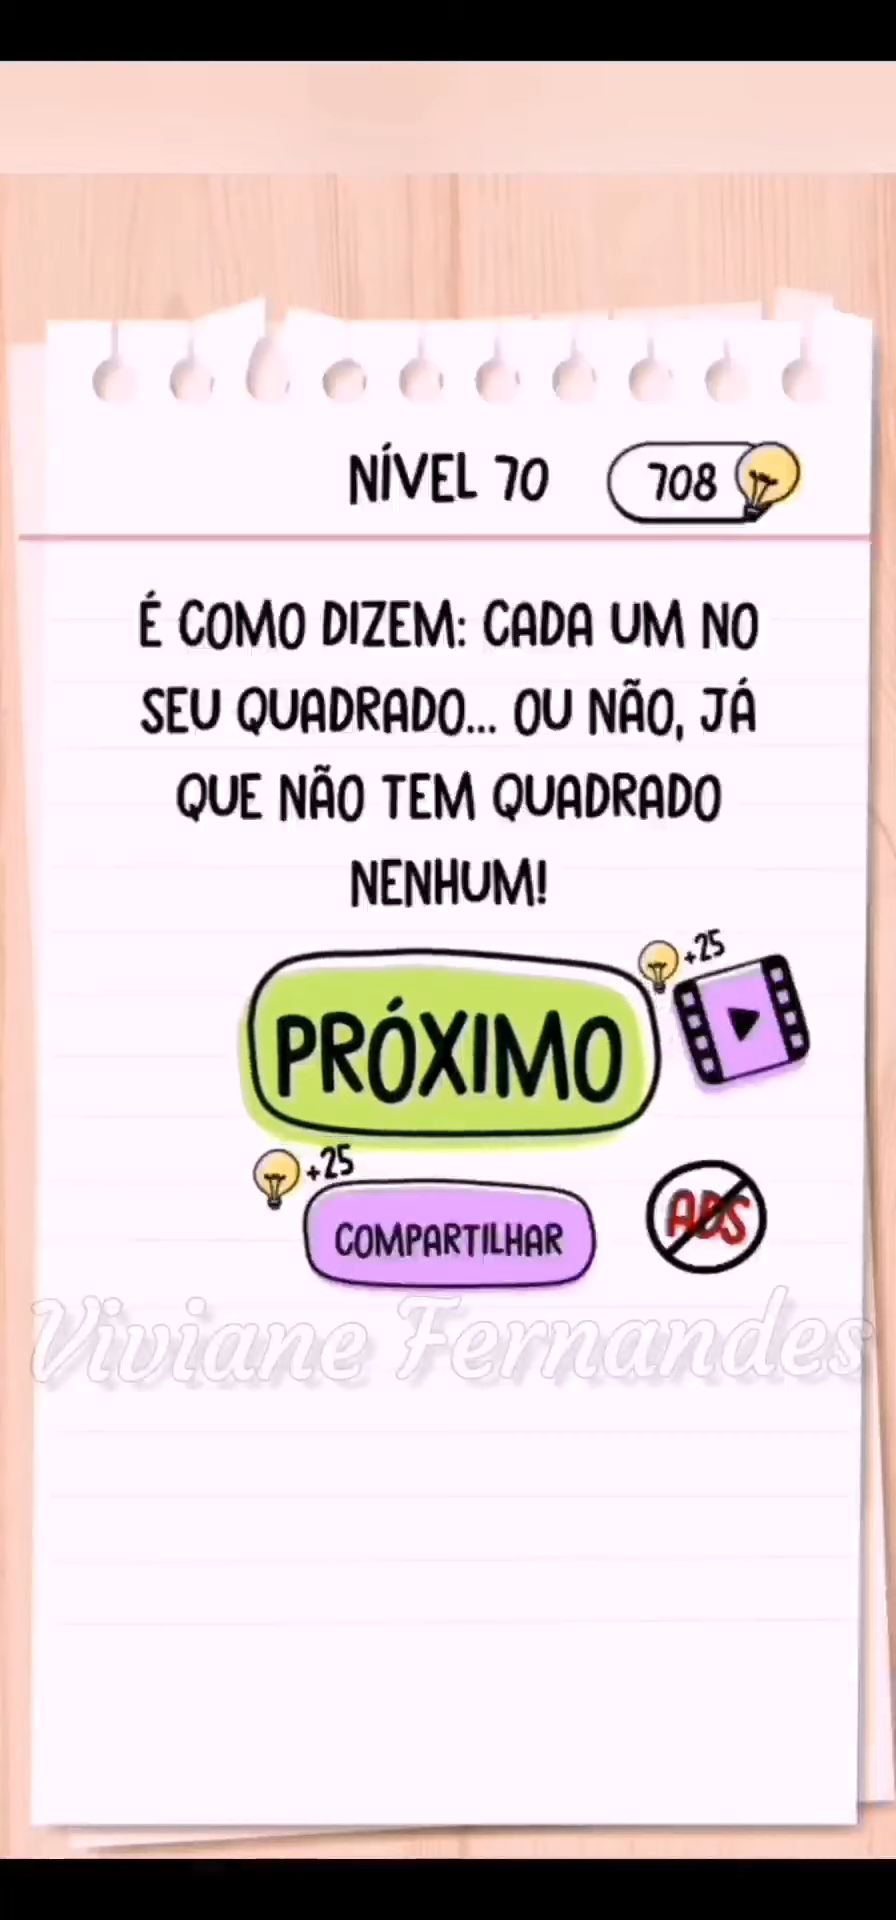 NÍVEL 70
708
É COMO DIZEM: CADA UM NO
SEU QUADRADO... OU NÃO, JÁ
QUE NÃO TEM QUADRADO
NENHUM!
+25
PRÓXIMO
+25
COMPARTILHAR
ADS
Viviane Fernandes